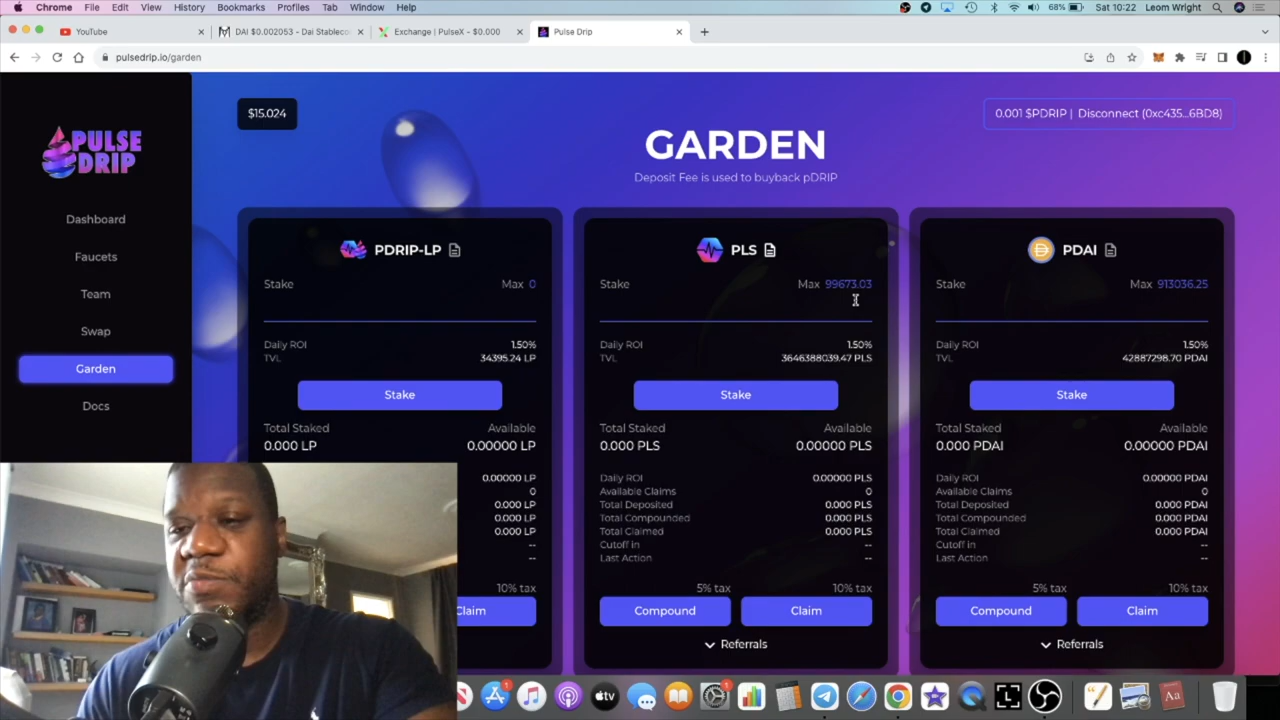 Chrome File Edit View History Bookmarks Profiles Tab Window Help 68% Sat 10:22 Leom Wright
YouTube DAI $0.002053 - Dai Stablec Exchange | PulseX - $0.000 Pulse Drip
pulsedrip.io/garden
PULSE
DRIP
Dashboard
Faucets
Team
Swap
Garden
Docs
$15.024
0.001 $PDRIP | Disconnect (0xc435...6BD8)
GARDEN
Deposit Fee is used to buyback pDRIP
PDRIP-LP
Stake Max 0
Daily ROI 1.50%
TVL 34395.24 LP
Stake
Total Staked Available
0.000 LP 0.00000 LP
0.00000 LP
0
0.000 LP
0.000 LP
0.000 LP
--
--
10% tax
Claim
PLS
Stake Max 99673.03
Daily ROI 1.50%
TVL 3646388039.47 PLS
Stake
Total Staked Available
0.000 PLS 0.00000 PLS
Daily ROI 0.00000 PLS
Available Claims 0
Total Deposited 0.000 PLS
Total Compounded 0.000 PLS
Total Claimed 0.000 PLS
Cutoff in --
Last Action --
5% tax 10% tax
Compound Claim
Referrals
PDAI
Stake Max 913036.25
Daily ROI 1.50%
TVL 42887298.70 PDAI
Stake
Total Staked Available
0.000 PDAI 0.00000 PDAI
Daily ROI 0.00000 PDAI
Available Claims 0
Total Deposited 0.000 PDAI
Total Compounded 0.000 PDAI
Total Claimed 0.000 PDAI
Cutoff in --
Last Action --
5% tax 10% tax
Compound Claim
Referrals
tv
Aa